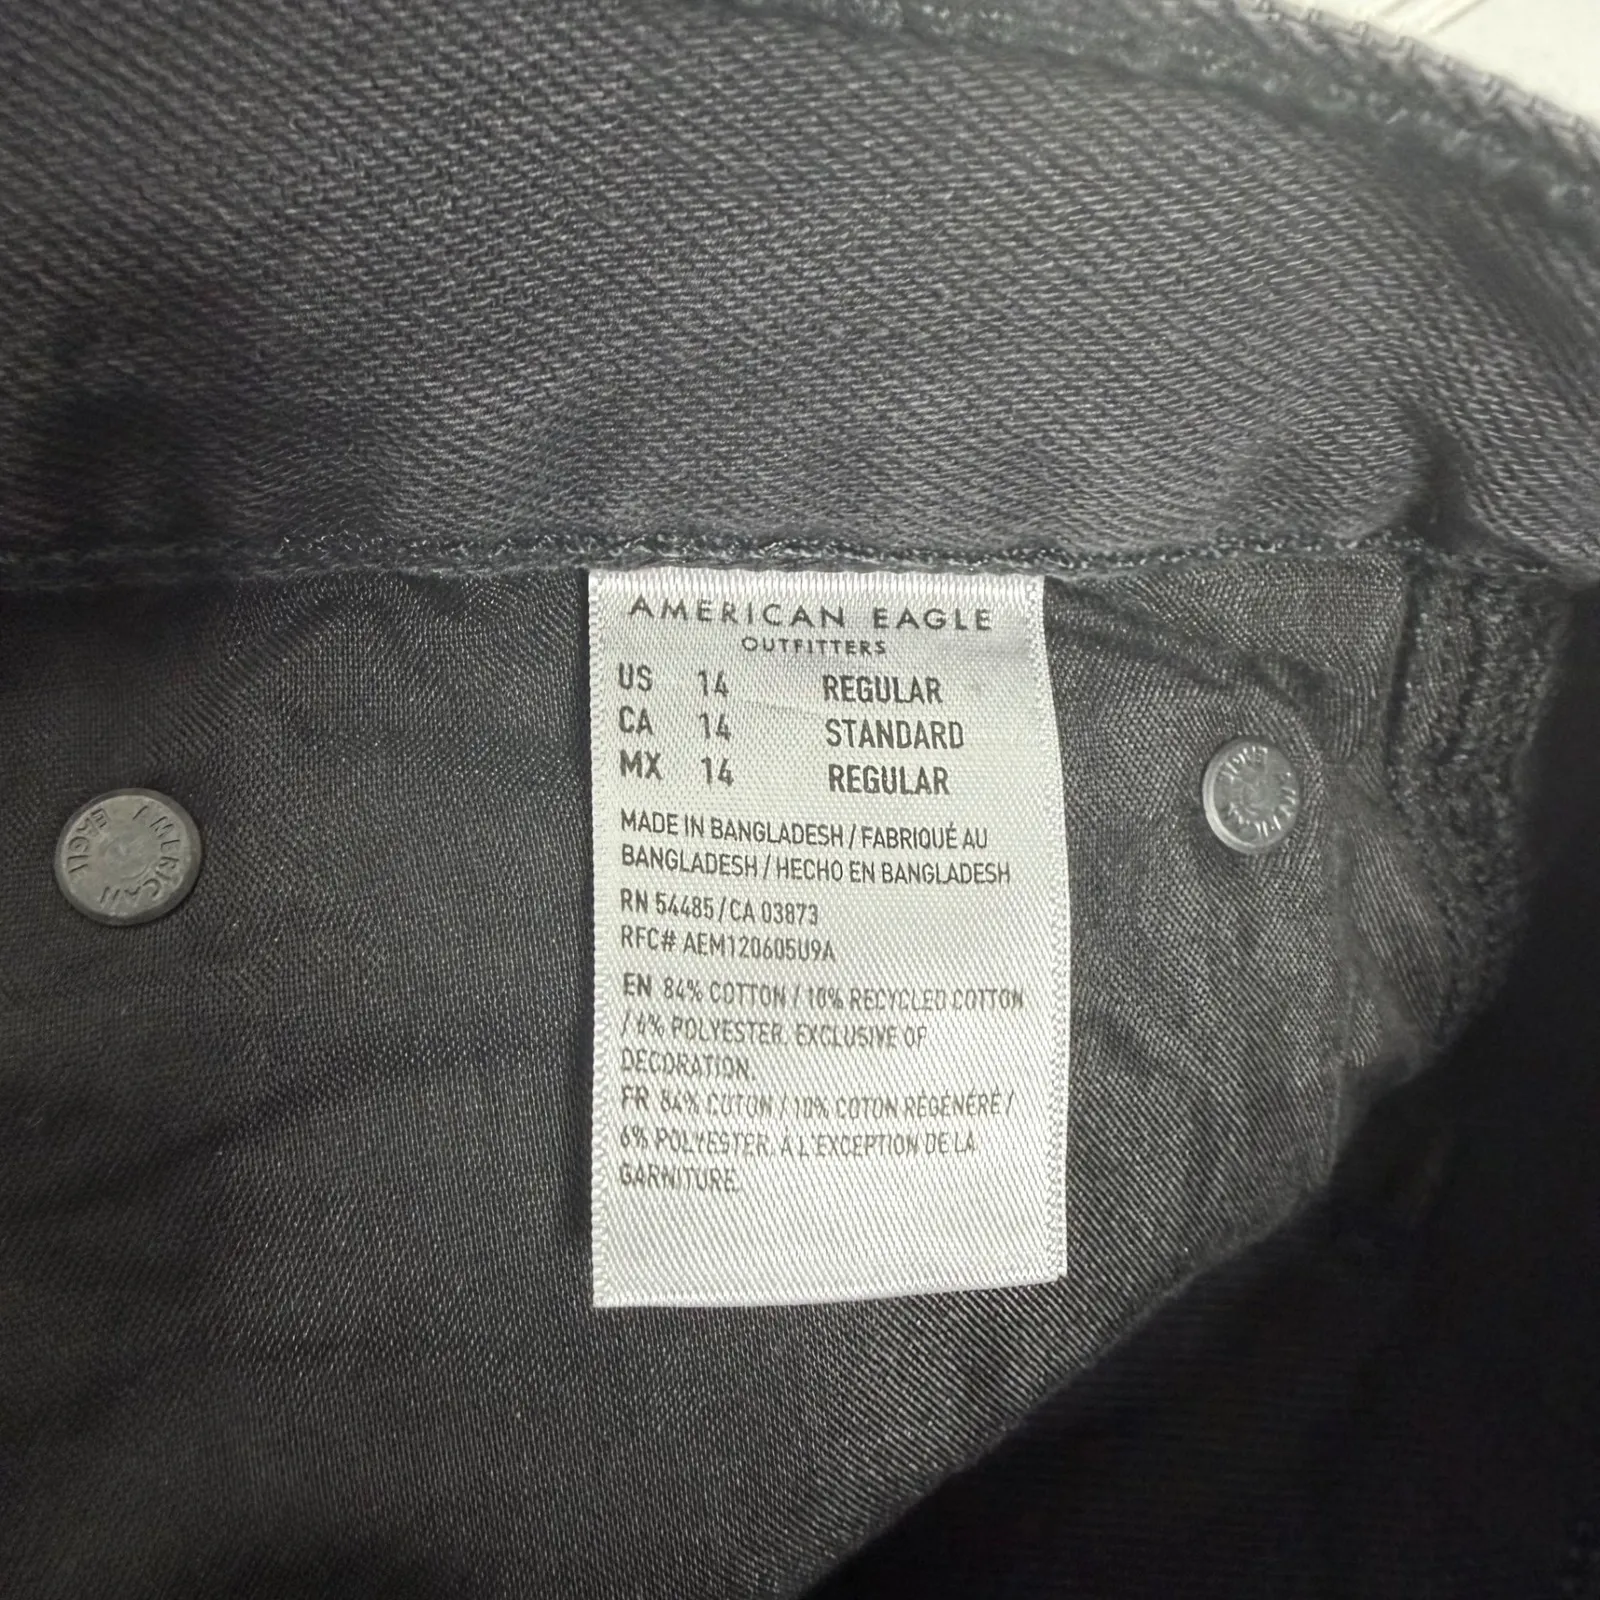 AMERICAN EAGLE
OUTFITTERS
US 14 REGULAR
CA 14 STANDARD
MX 14 REGULAR
MADE IN BANGLADESH / FABRIQUÉ AU
BANGLADESH / HECHO EN BANGLADESH
RN 54485 / CA 03873
RFC# AEM120605U9A
EN 84% COTTON / 10% RECYCLED COTTON
/ 6% POLYESTER. EXCLUSIVE OF
DECORATION.
FR 84% COTON / 10% COTON RÉGÉNÉRÉ /
6% POLYESTER. À L'EXCEPTION DE LA
GARNITURE.
AMERICAN EAGLE